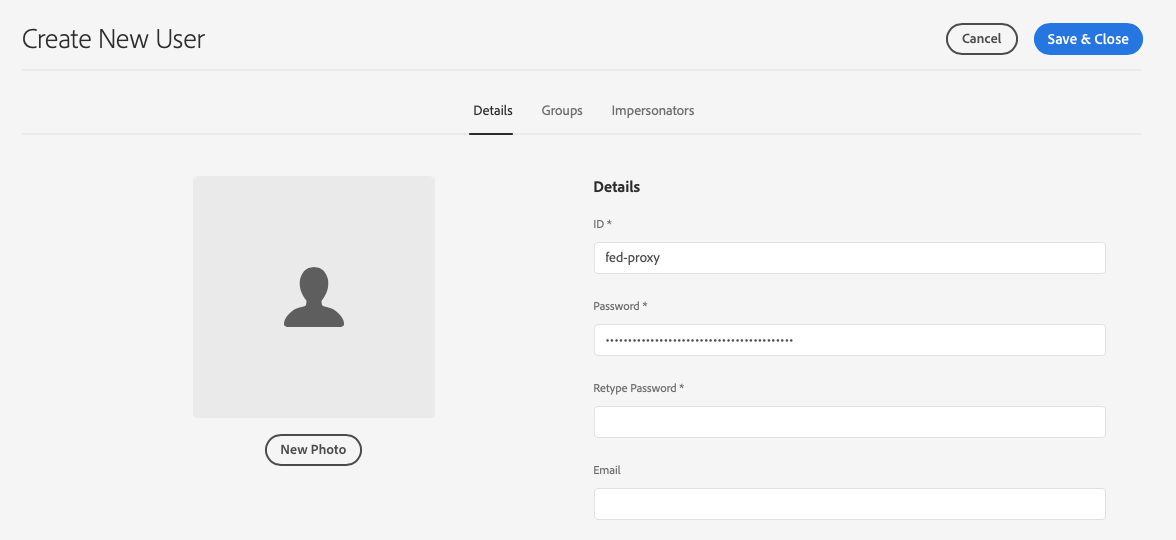 Create New User
Cancel
Save & Close
Details
Groups
Impersonators
Details
ID *
fed-proxy
Password *
••••••••••••••••••••••••••••••••••••••••••
Retype Password *
Email
New Photo